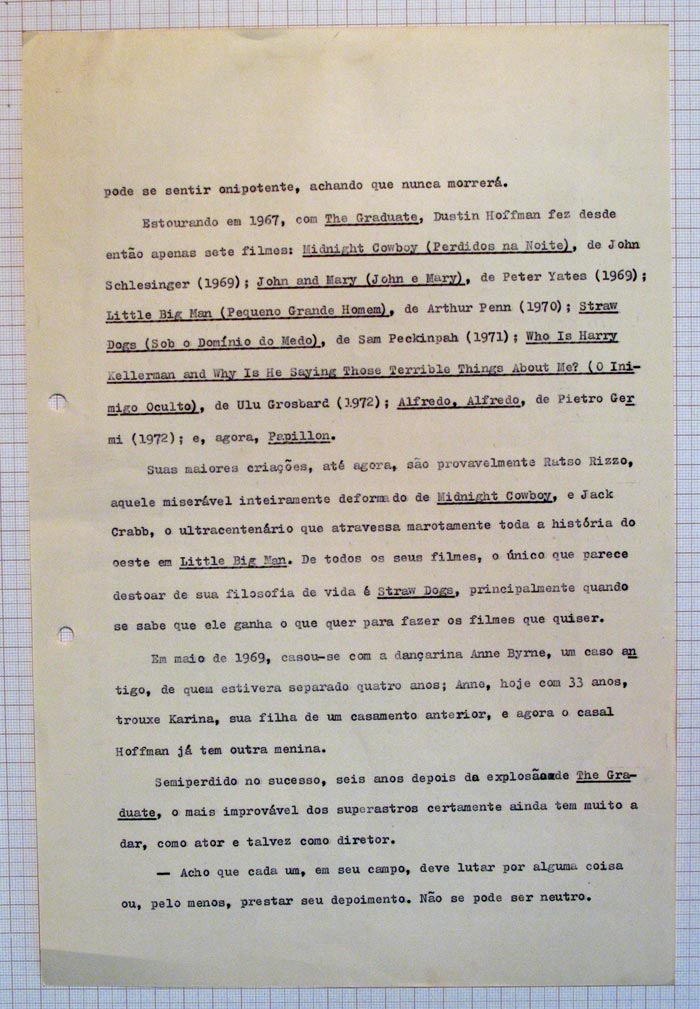 pode se sentir onipotente, achando que nunca morrerá.
Estourando em 1967, com The Graduate, Dustin Hoffman fez desde
então apenas sete filmes: Midnight Cowboy (Perdidos na Noite), de John
Schlesinger (1969); John and Mary (John e Mary), de Peter Yates (1969);
Little Big Man (Pequeno Grande Homem), de Arthur Penn (1970); Straw
Dogs (Sob o Domínio do Medo), de Sam Peckinpah (1971); Who Is Harry
Kellerman and Why Is He Saying Those Terrible Things About Me? (O Ini-
migo Oculto), de Ulu Grosbard (1972); Alfredo, Alfredo, de Pietro Ger
mi (1972); e, agora, Papillon.
Suas maiores criações, até agora, são provavelmente Ratso Rizzo,
aquele miserável inteiramente deformado de Midnight Cowboy, e Jack
Crabb, o ultracentenário que atravessa marotamente toda a história do
oeste em Little Big Man. De todos os seus filmes, o único que parece
destoar de sua filosofia de vida é Straw Dogs, principalmente quando
se sabe que ele ganha o que quer para fazer os filmes que quiser.
Em maio de 1969, casou-se com a dançarina Anne Byrne, um caso an
tigo, de quem estivera separado quatro anos; Anne, hoje com 33 anos,
trouxe Karina, sua filha de um casamento anterior, e agora o casal
Hoffman já tem outra menina.
Semiperdido no sucesso, seis anos depois da explosão de The Gra-
duate, o mais improvável dos superastros certamente ainda tem muito a
dar, como ator e talvez como diretor.
— Acho que cada um, em seu campo, deve lutar por alguma coisa
ou, pelo menos, prestar seu depoimento. Não se pode ser neutro.